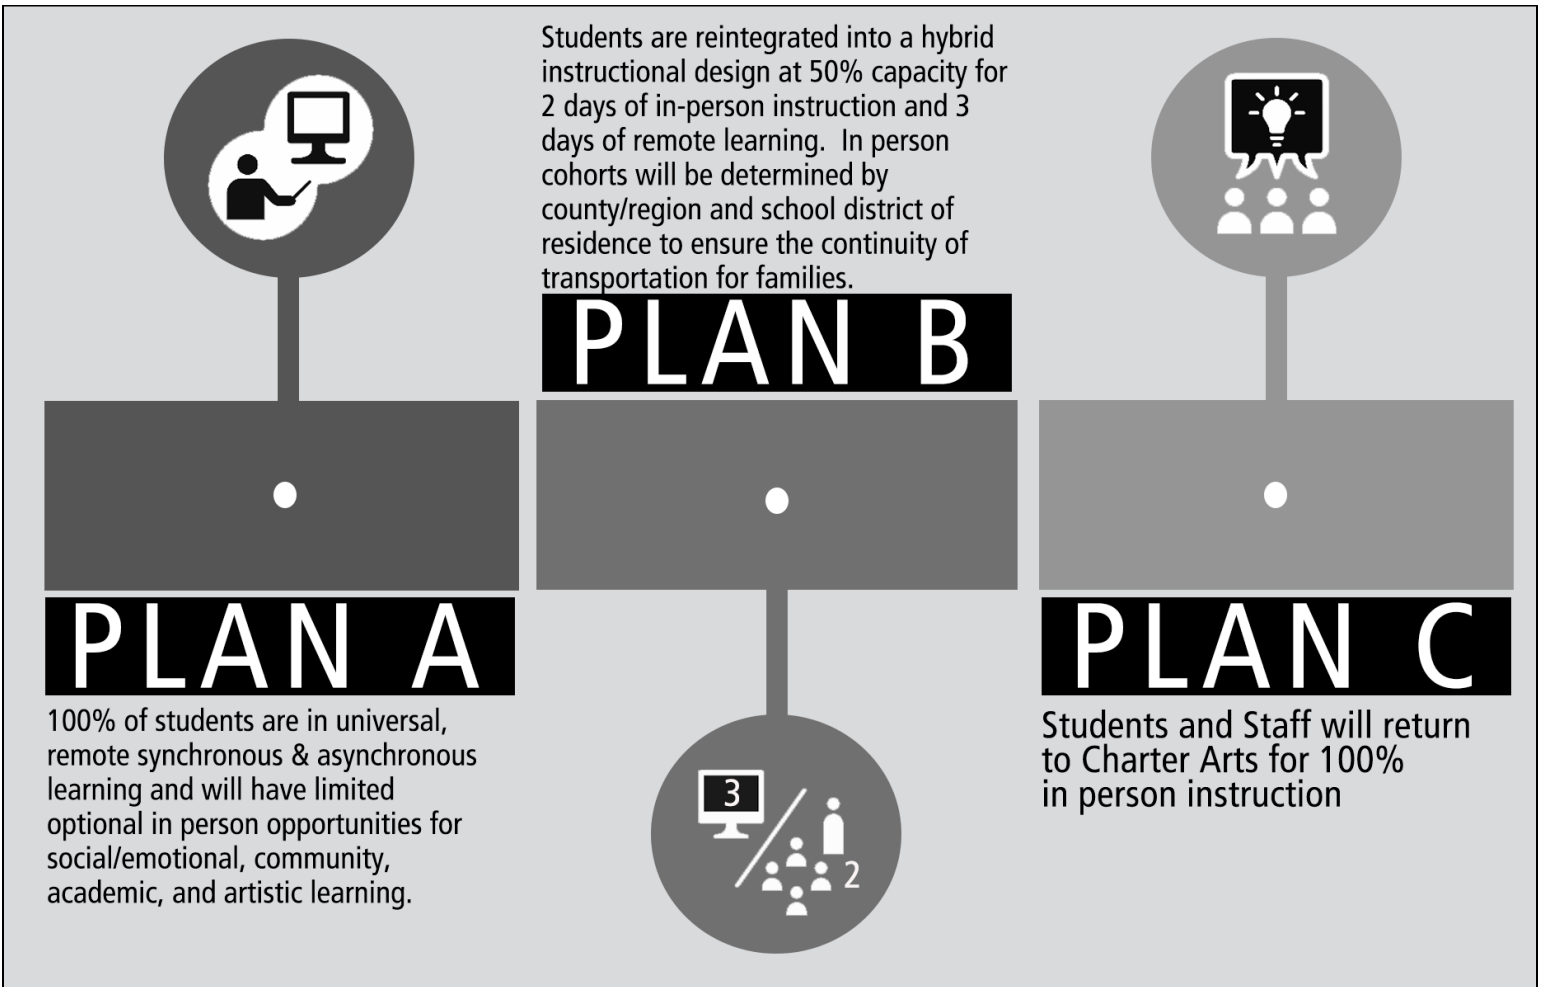 Students are reintegrated into a hybrid
instructional design at 50% capacity for
2 days of in-person instruction and 3
days of remote learning.  In person
cohorts will be determined by
county/region and school district of
residence to ensure the continuity of
transportation for families.
PLAN B
PLAN A
100% of students are in universal,
remote synchronous & asynchronous
learning and will have limited
optional in person opportunities for
social/emotional, community,
academic, and artistic learning.
PLAN C
Students and Staff will return
to Charter Arts for 100%
in person instruction
3
2